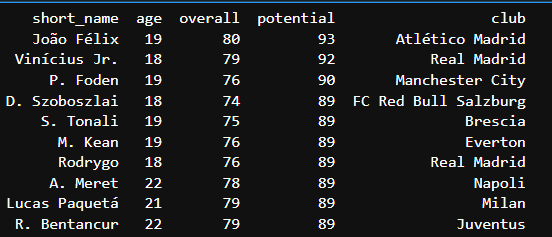 short_name age overall potential club
João Félix 19 80 93 Atlético Madrid
Vinícius Jr. 18 79 92 Real Madrid
P. Foden 19 76 90 Manchester City
D. Szoboszlai 18 74 89 FC Red Bull Salzburg
S. Tonali 19 75 89 Brescia
M. Kean 19 76 89 Everton
Rodrygo 18 76 89 Real Madrid
A. Meret 22 78 89 Napoli
Lucas Paquetá 21 79 89 Milan
R. Bentancur 22 79 89 Juventus